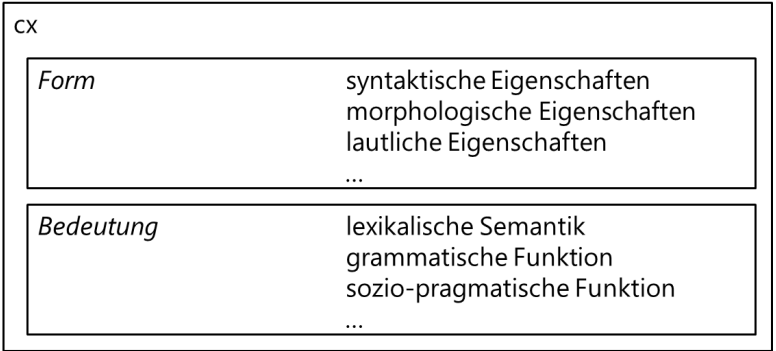 cx
Form syntaktische Eigenschaften
morphologische Eigenschaften
lautliche Eigenschaften
...
Bedeutung lexikalische Semantik
grammatische Funktion
sozio-pragmatische Funktion
...